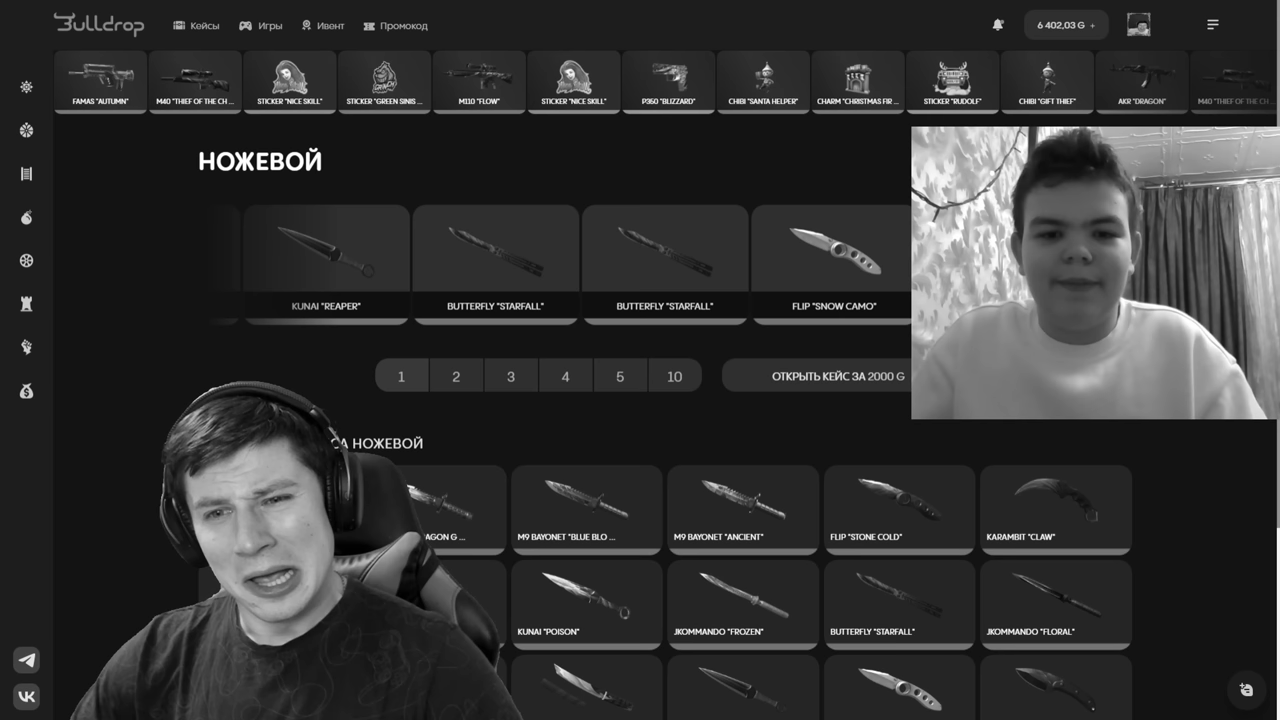 Bulldrop
Кейсы
Игры
Ивент
Промокод
6 402,03 G +
FAMAS "AUTUMN"
M40 "THIEF OF THE CH ...
STICKER "NICE SKILL"
STICKER "GREEN SINIS ...
M110 "FLOW"
STICKER "NICE SKILL"
P350 "BLIZZARD"
CHIBI "SANTA HELPER"
CHARM "CHRISTMAS FIR ...
STICKER "RUDOLF"
CHIBI "GIFT THIEF"
AKR "DRAGON"
M40 "THIEF OF THE CH ...
НОЖЕВОЙ
KUNAI "REAPER"
BUTTERFLY "STARFALL"
BUTTERFLY "STARFALL"
FLIP "SNOW CAMO"
1
2
3
4
5
10
ОТКРЫТЬ КЕЙС ЗА 2000 G
СА НОЖЕВОЙ
AGON G ...
M9 BAYONET "BLUE BLO ...
M9 BAYONET "ANCIENT"
FLIP "STONE COLD"
KARAMBIT "CLAW"
KUNAI "POISON"
JKOMMANDO "FROZEN"
BUTTERFLY "STARFALL"
JKOMMANDO "FLORAL"